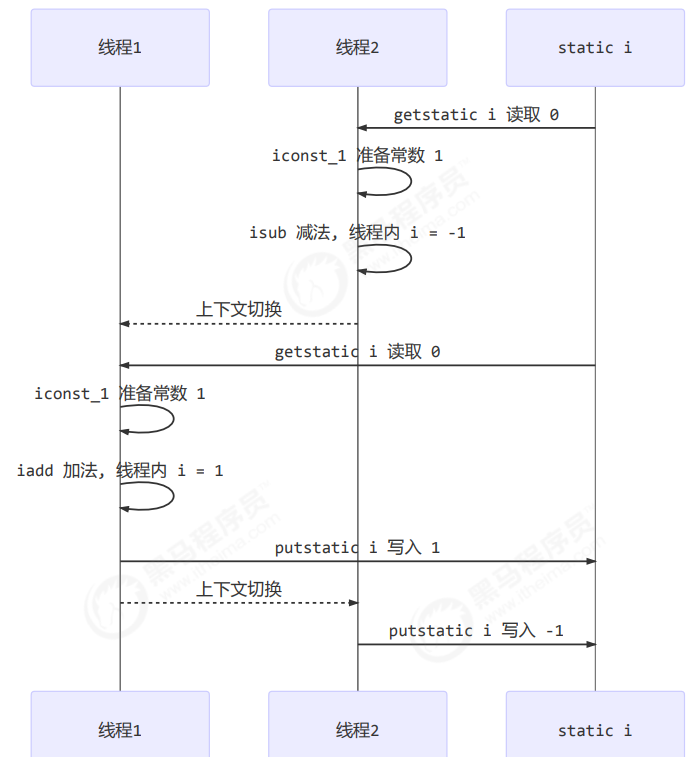 线程1
线程2
static i
getstatic i 读取 0
iconst_1 准备常数 1
isub 减法, 线程内 i = -1
上下文切换
getstatic i 读取 0
iconst_1 准备常数 1
iadd 加法, 线程内 i = 1
putstatic i 写入 1
上下文切换
putstatic i 写入 -1
线程1
线程2
static i
黑马程序员™
www.itheima.com
黑马程序员™
www.itheima.com
黑马程序员
www.itheima.com